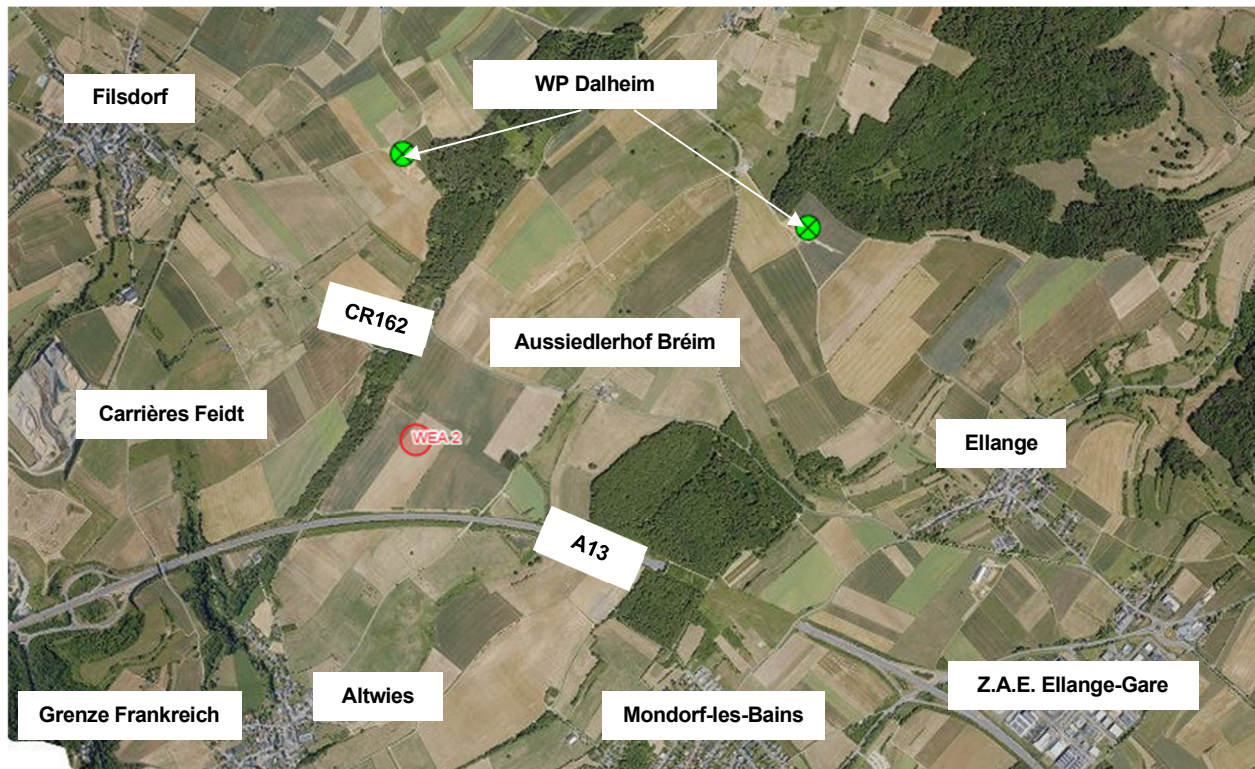 WP Dalheim
Filsdorf
CR162
Aussiedlerhof Bréim
Carrières Feidt
WEA 2
Ellange
A13
Z.A.E. Ellange-Gare
Altwies
Grenze Frankreich
Mondorf-les-Bains